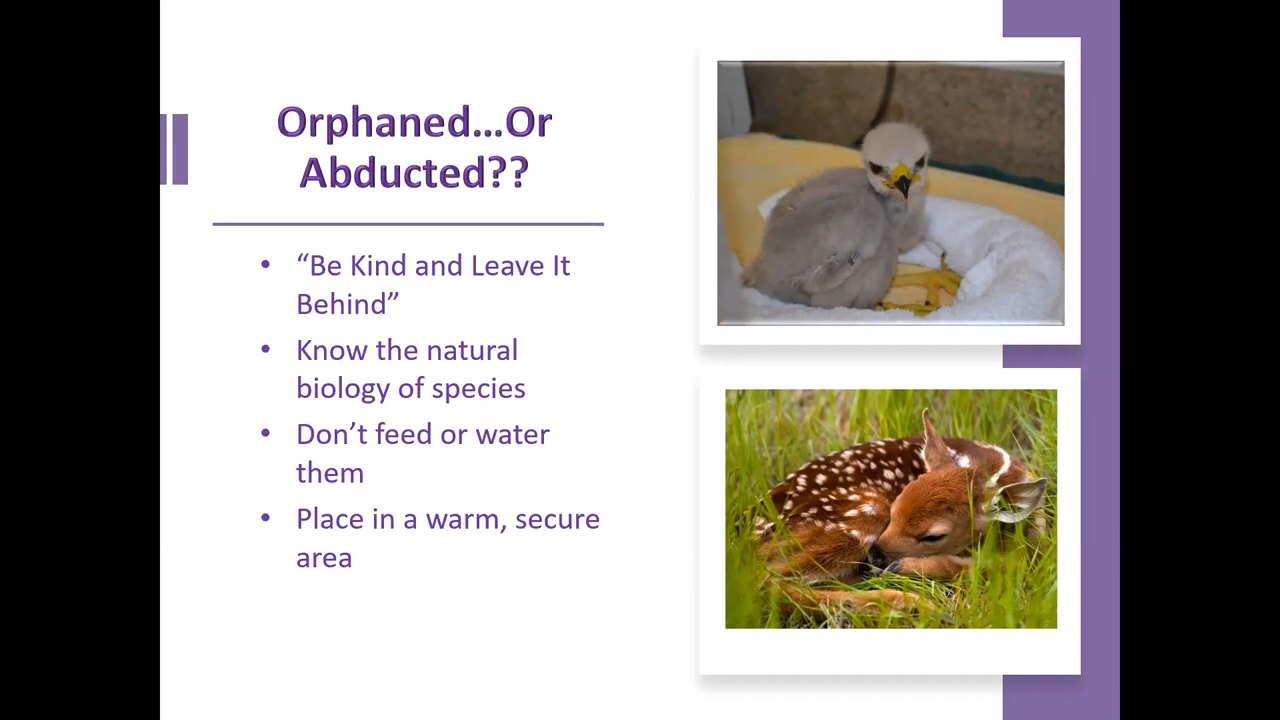 Orphaned...Or
Abducted??
• “Be Kind and Leave It
Behind”
• Know the natural
biology of species
• Don’t feed or water
them
• Place in a warm, secure
area